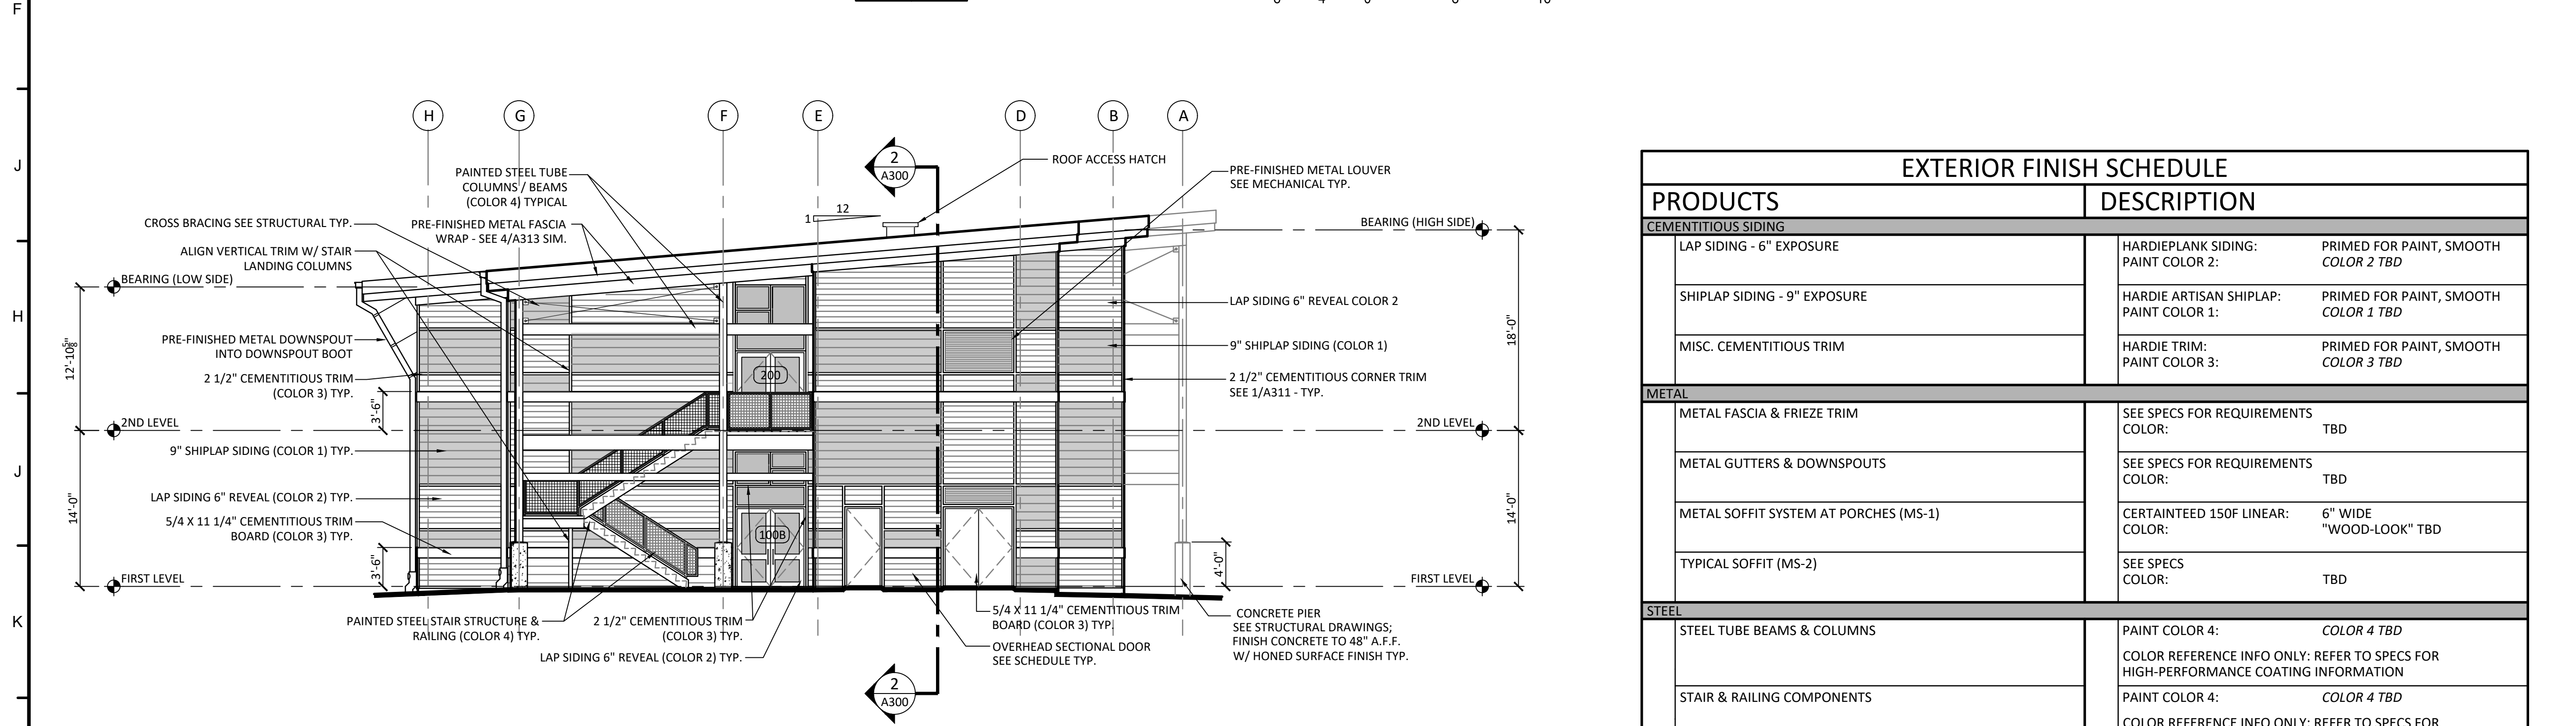 F
J
H
J
K
H
G
F
E
D
B
A
2
A300
ROOF ACCESS HATCH
PAINTED STEEL TUBE
COLUMNS / BEAMS
(COLOR 4) TYPICAL
PRE-FINISHED METAL LOUVER
SEE MECHANICAL TYP.
12
1
CROSS BRACING SEE STRUCTURAL TYP.
PRE-FINISHED METAL FASCIA
WRAP - SEE 4/A313 SIM.
BEARING (HIGH SIDE)
ALIGN VERTICAL TRIM W/ STAIR
LANDING COLUMNS
BEARING (LOW SIDE)
LAP SIDING 6" REVEAL COLOR 2
18'-0"
PRE-FINISHED METAL DOWNSPOUT
INTO DOWNSPOUT BOOT
9" SHIPLAP SIDING (COLOR 1)
12'-10 5/8"
2 1/2" CEMENTITIOUS TRIM
(COLOR 3) TYP.
200
2 1/2" CEMENTITIOUS CORNER TRIM
SEE 1/A311 - TYP.
3'-6"
2ND LEVEL
2ND LEVEL
9" SHIPLAP SIDING (COLOR 1) TYP.
LAP SIDING 6" REVEAL (COLOR 2) TYP.
14'-0"
14'-0"
5/4 X 11 1/4" CEMENTITIOUS TRIM
BOARD (COLOR 3) TYP.
100B
3'-6"
4'-0"
FIRST LEVEL
FIRST LEVEL
PAINTED STEEL STAIR STRUCTURE &
RAILING (COLOR 4) TYP.
2 1/2" CEMENTITIOUS TRIM
(COLOR 3) TYP.
LAP SIDING 6" REVEAL (COLOR 2) TYP.
5/4 X 11 1/4" CEMENTITIOUS TRIM
BOARD (COLOR 3) TYP.
OVERHEAD SECTIONAL DOOR
SEE SCHEDULE TYP.
CONCRETE PIER
SEE STRUCTURAL DRAWINGS;
FINISH CONCRETE TO 48" A.F.F.
W/ HONED SURFACE FINISH TYP.
2
A300
EXTERIOR FINISH SCHEDULE
PRODUCTS DESCRIPTION
CEMENTITIOUS SIDING
LAP SIDING - 6" EXPOSURE HARDIEPLANK SIDING: PRIMED FOR PAINT, SMOOTH
PAINT COLOR 2: COLOR 2 TBD
SHIPLAP SIDING - 9" EXPOSURE HARDIE ARTISAN SHIPLAP: PRIMED FOR PAINT, SMOOTH
PAINT COLOR 1: COLOR 1 TBD
MISC. CEMENTITIOUS TRIM HARDIE TRIM: PRIMED FOR PAINT, SMOOTH
PAINT COLOR 3: COLOR 3 TBD
METAL
METAL FASCIA & FRIEZE TRIM SEE SPECS FOR REQUIREMENTS
COLOR: TBD
METAL GUTTERS & DOWNSPOUTS SEE SPECS FOR REQUIREMENTS
COLOR: TBD
METAL SOFFIT SYSTEM AT PORCHES (MS-1) CERTAINTEED 150F LINEAR: 6" WIDE
COLOR: "WOOD-LOOK" TBD
TYPICAL SOFFIT (MS-2) SEE SPECS
COLOR: TBD
STEEL
STEEL TUBE BEAMS & COLUMNS PAINT COLOR 4: COLOR 4 TBD
COLOR REFERENCE INFO ONLY: REFER TO SPECS FOR
HIGH-PERFORMANCE COATING INFORMATION
STAIR & RAILING COMPONENTS PAINT COLOR 4: COLOR 4 TBD
COLOR REFERENCE INFO ONLY: REFER TO SPECS FOR